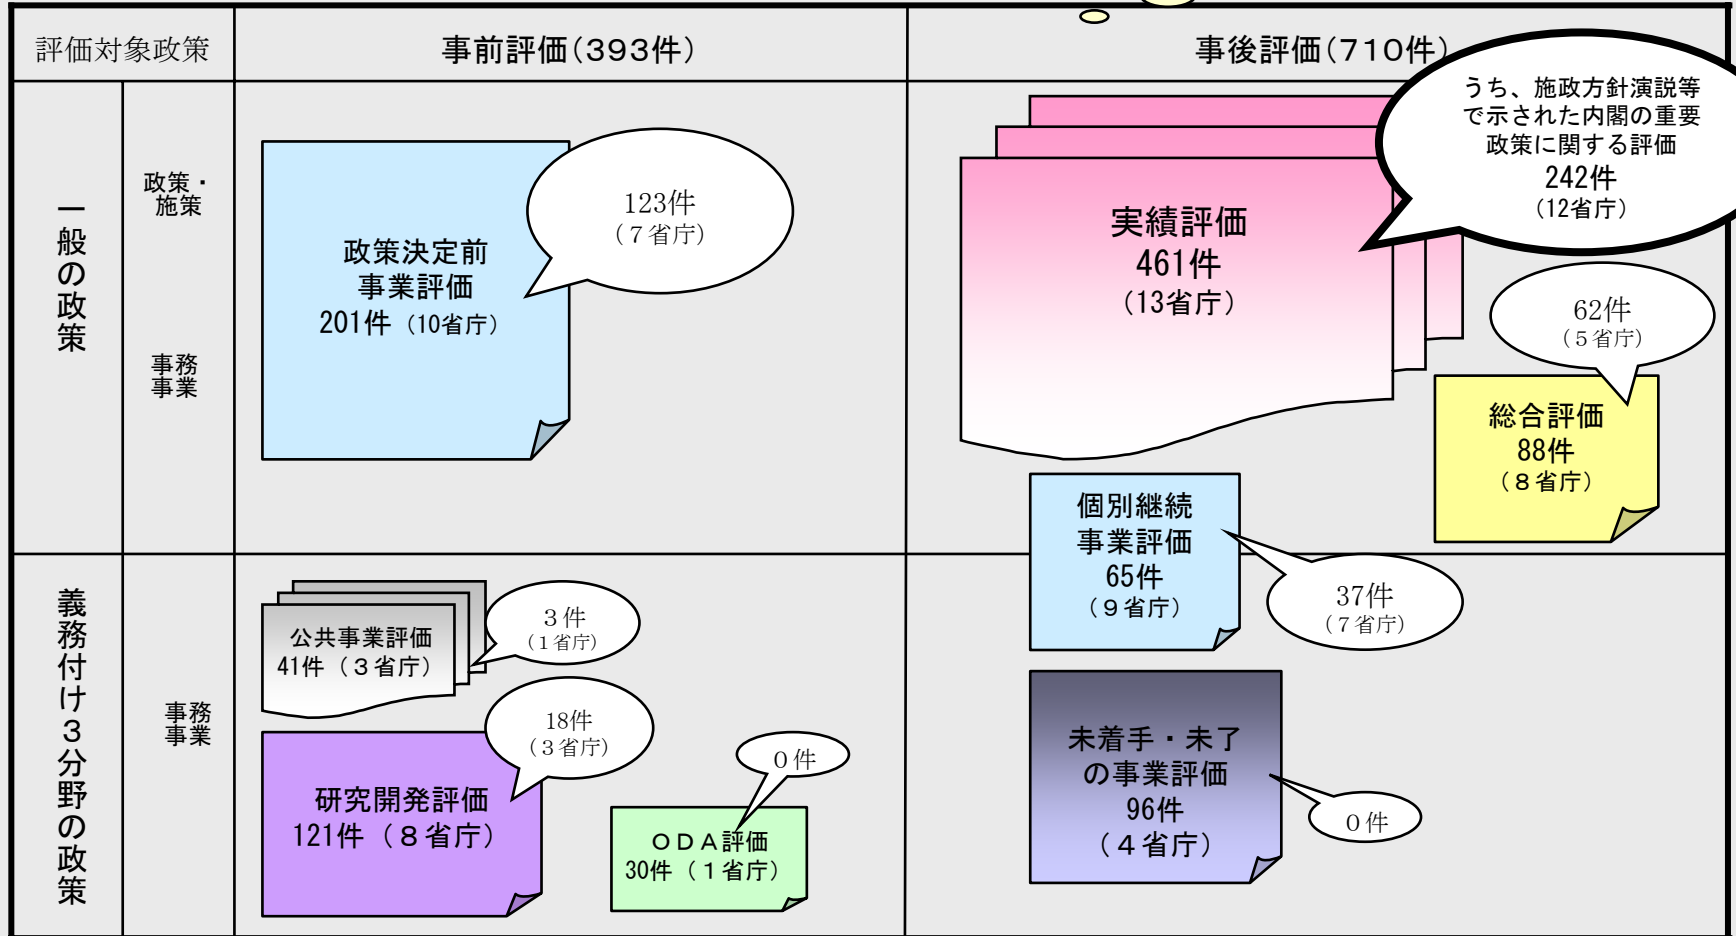 評価対象政策
事前評価(393件)
事後評価(710件)
うち、施政方針演説等
で示された内閣の重要
政策に関する評価
242件
(12省庁)
一般の政策
政策・
施策
事務
事業
政策決定前
事業評価
201件（10省庁）
123件
（７省庁）
実績評価
461件
(13省庁)
62件
（５省庁）
総合評価
88件
（８省庁）
個別継続
事業評価
65件
（９省庁）
37件
（７省庁）
義務付け３分野の政策
事務
事業
公共事業評価
41件（３省庁）
３件
（１省庁）
研究開発評価
121件（８省庁）
18件
（３省庁）
ＯＤＡ評価
30件（１省庁）
０件
未着手・未了
の事業評価
96件
（４省庁）
０件